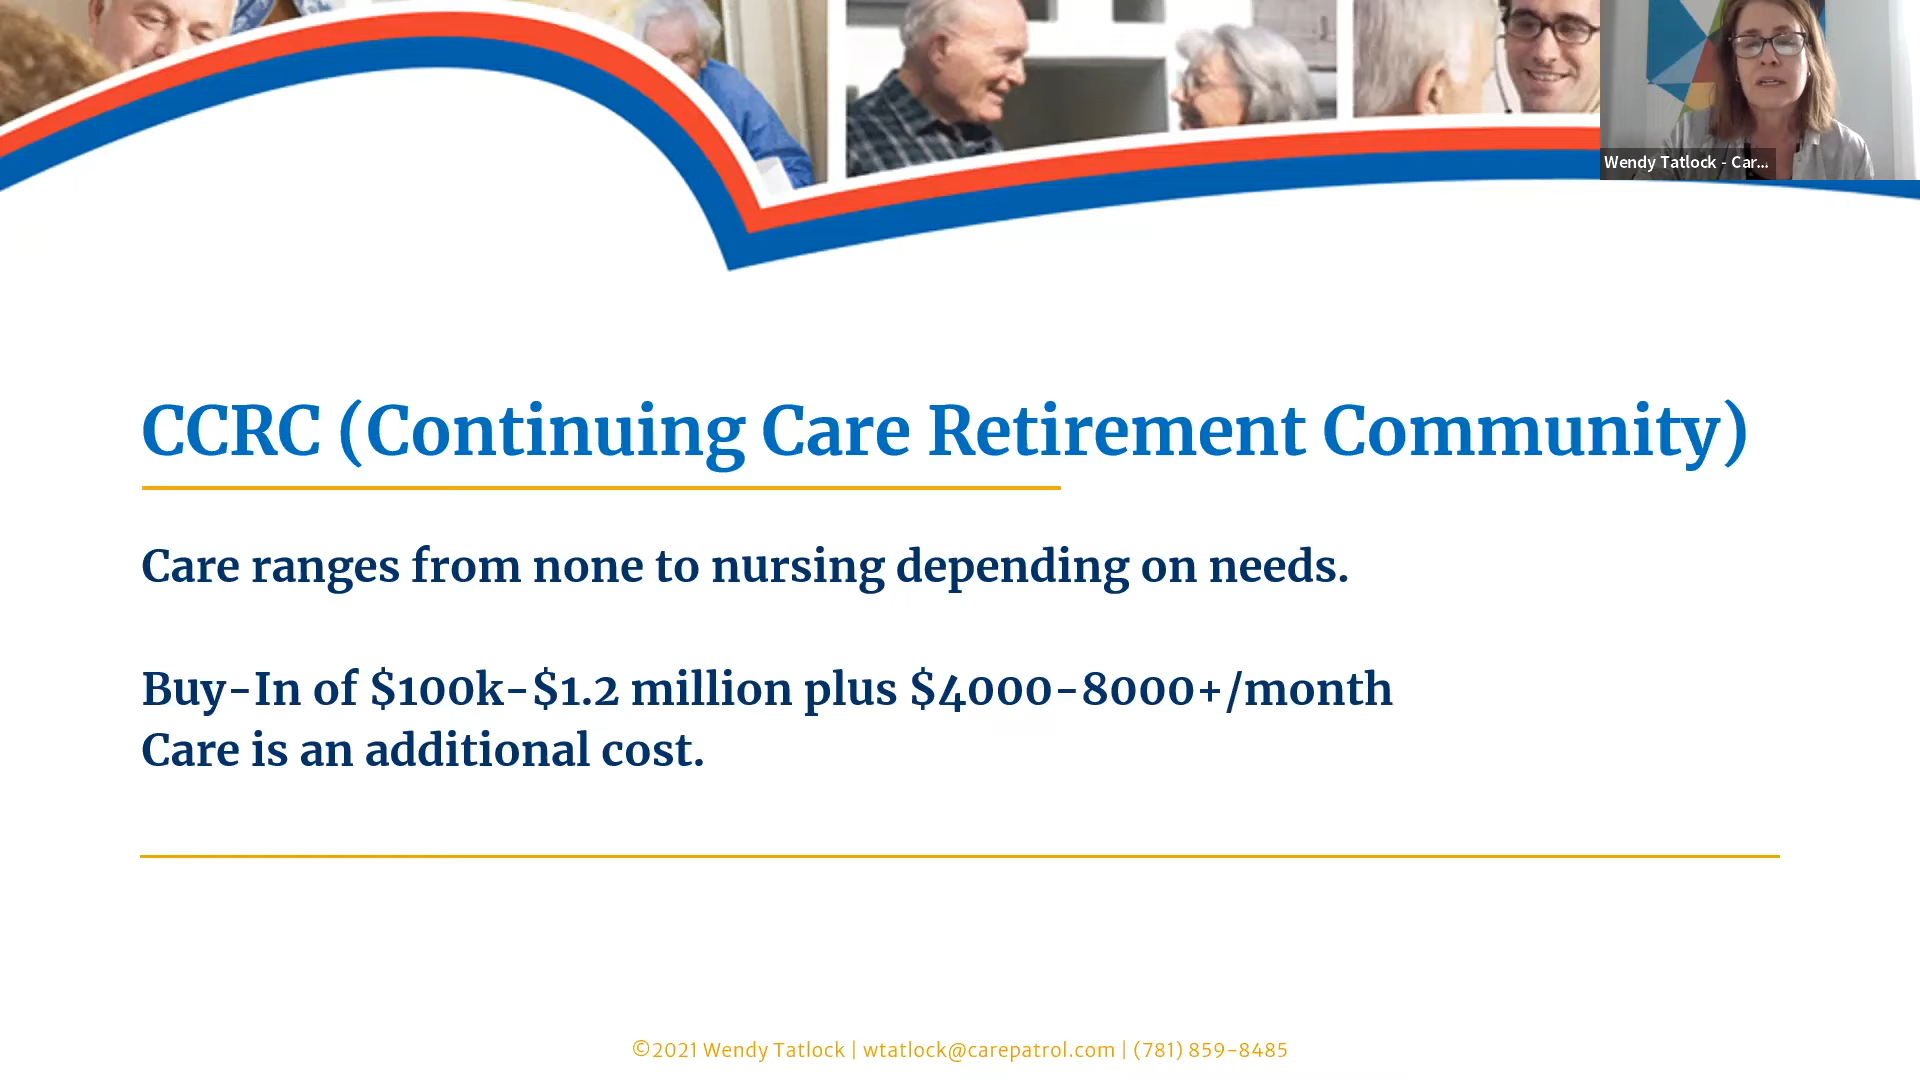 Wendy Tatlock - Car...
CCRC (Continuing Care Retirement Community)
Care ranges from none to nursing depending on needs.
Buy-In of $100k-$1.2 million plus $4000-8000+/month
Care is an additional cost.
©2021 Wendy Tatlock | wtatlock@carepatrol.com | (781) 859-8485